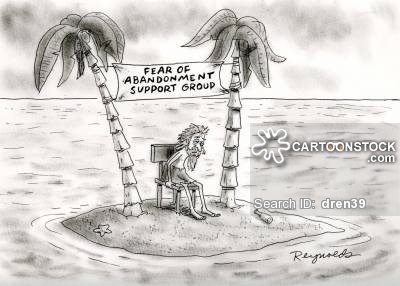 FEAR OF
ABANDONMENT
SUPPORT GROUP
CARTOONSTOCK
.com
Search ID: dren39
Reynolds